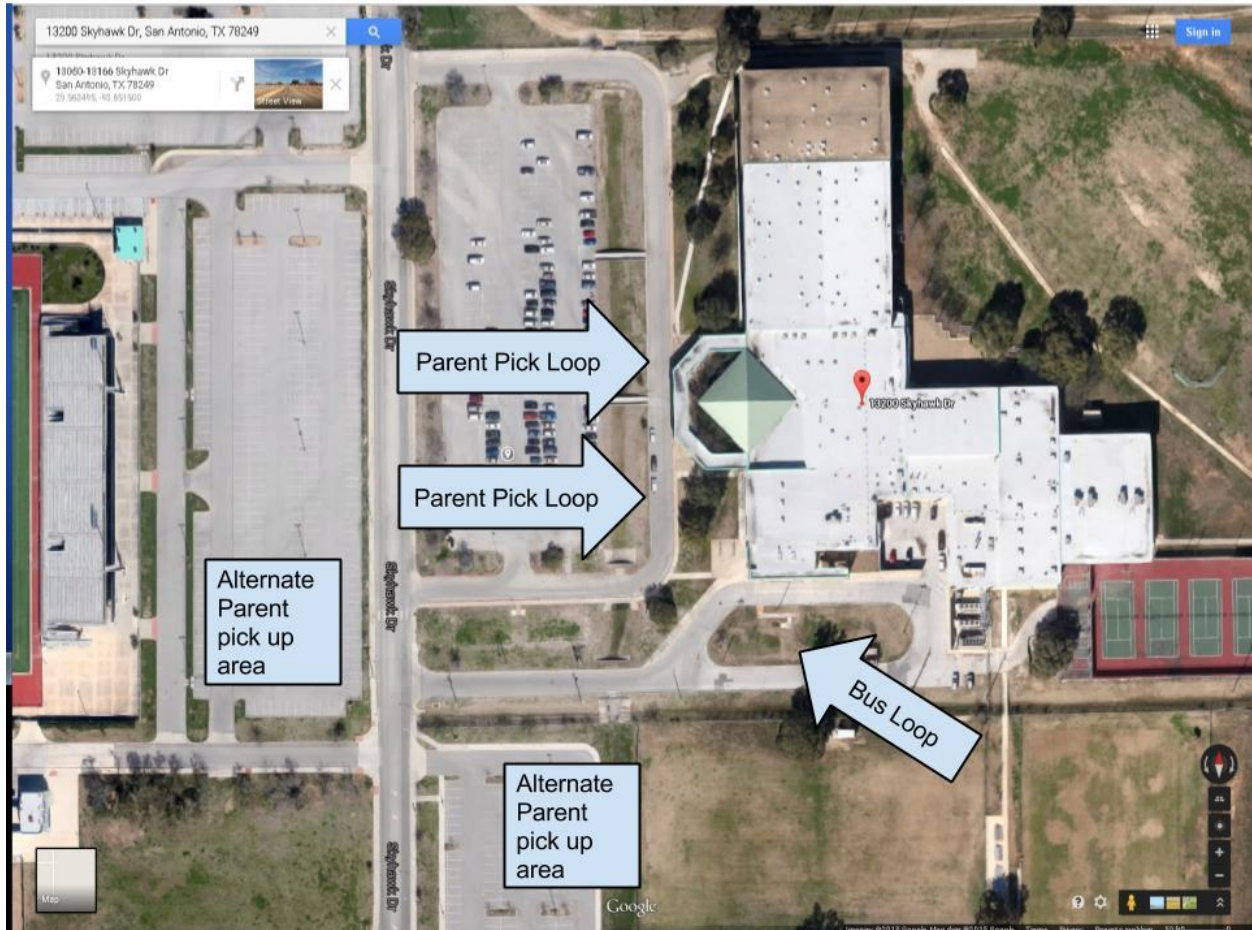 13200 Skyhawk Dr, San Antonio, TX 78249
Sign in
Skyhawk Dr
San Antonio, TX 78249
Street View
Skyhawk Dr
Parent Pick Loop
13200 Skyhawk Dr
Parent Pick Loop
Skyhawk Dr
Alternate
Parent
pick up
area
Bus Loop
Alternate
Parent
pick up
area
Skyhawk Dr
Map
Google